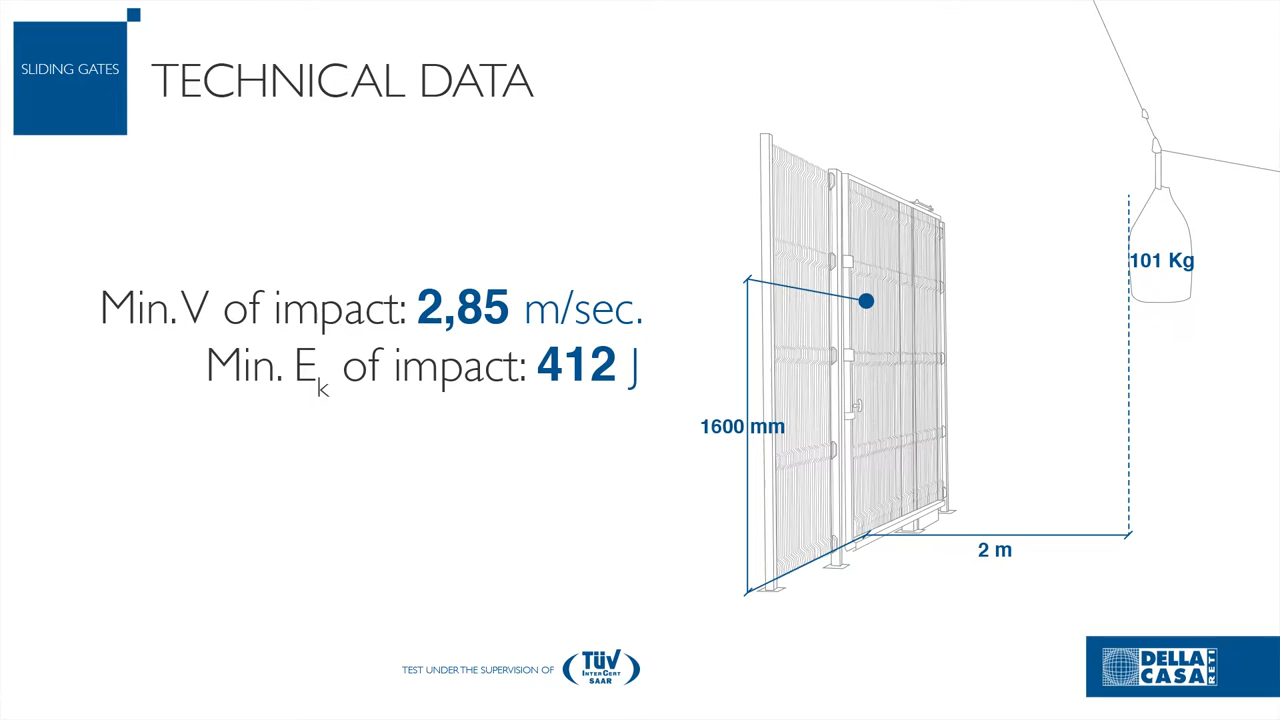 SLIDING GATES
TECHNICAL DATA
101 Kg
Min. V of impact: 2,85 m/sec.
Min. Ek of impact: 412 J
1600 mm
2 m
TEST UNDER THE SUPERVISION OF
TÜV
INTERCERT
SAAR
DELLA
CASA
RETI